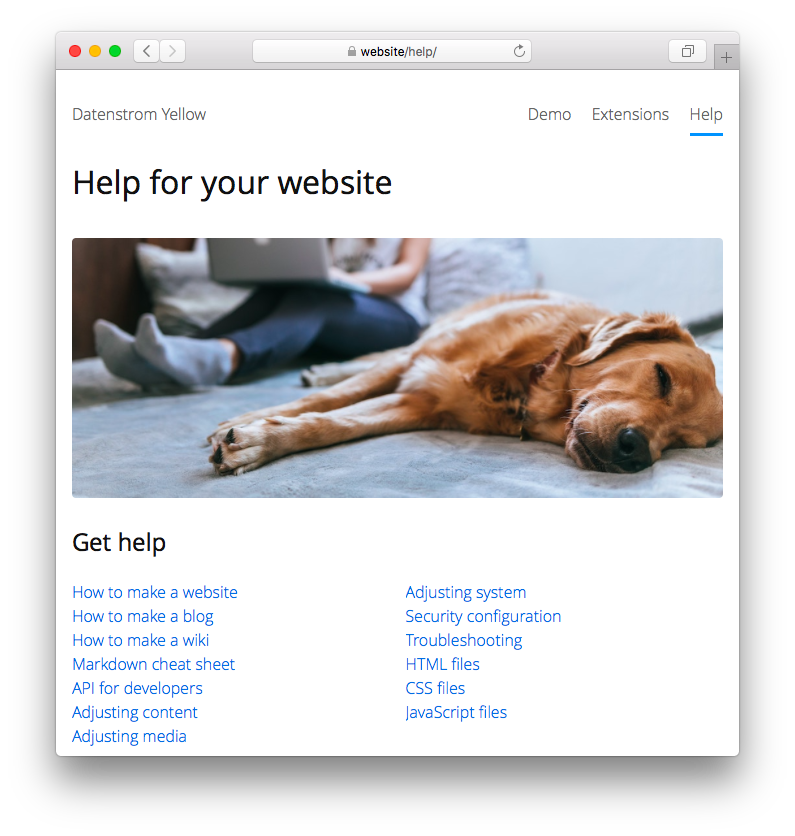 website/help/
Datenstrom Yellow
Demo
Extensions
Help
Help for your website
Get help
How to make a website
How to make a blog
How to make a wiki
Markdown cheat sheet
API for developers
Adjusting content
Adjusting media
Adjusting system
Security configuration
Troubleshooting
HTML files
CSS files
JavaScript files